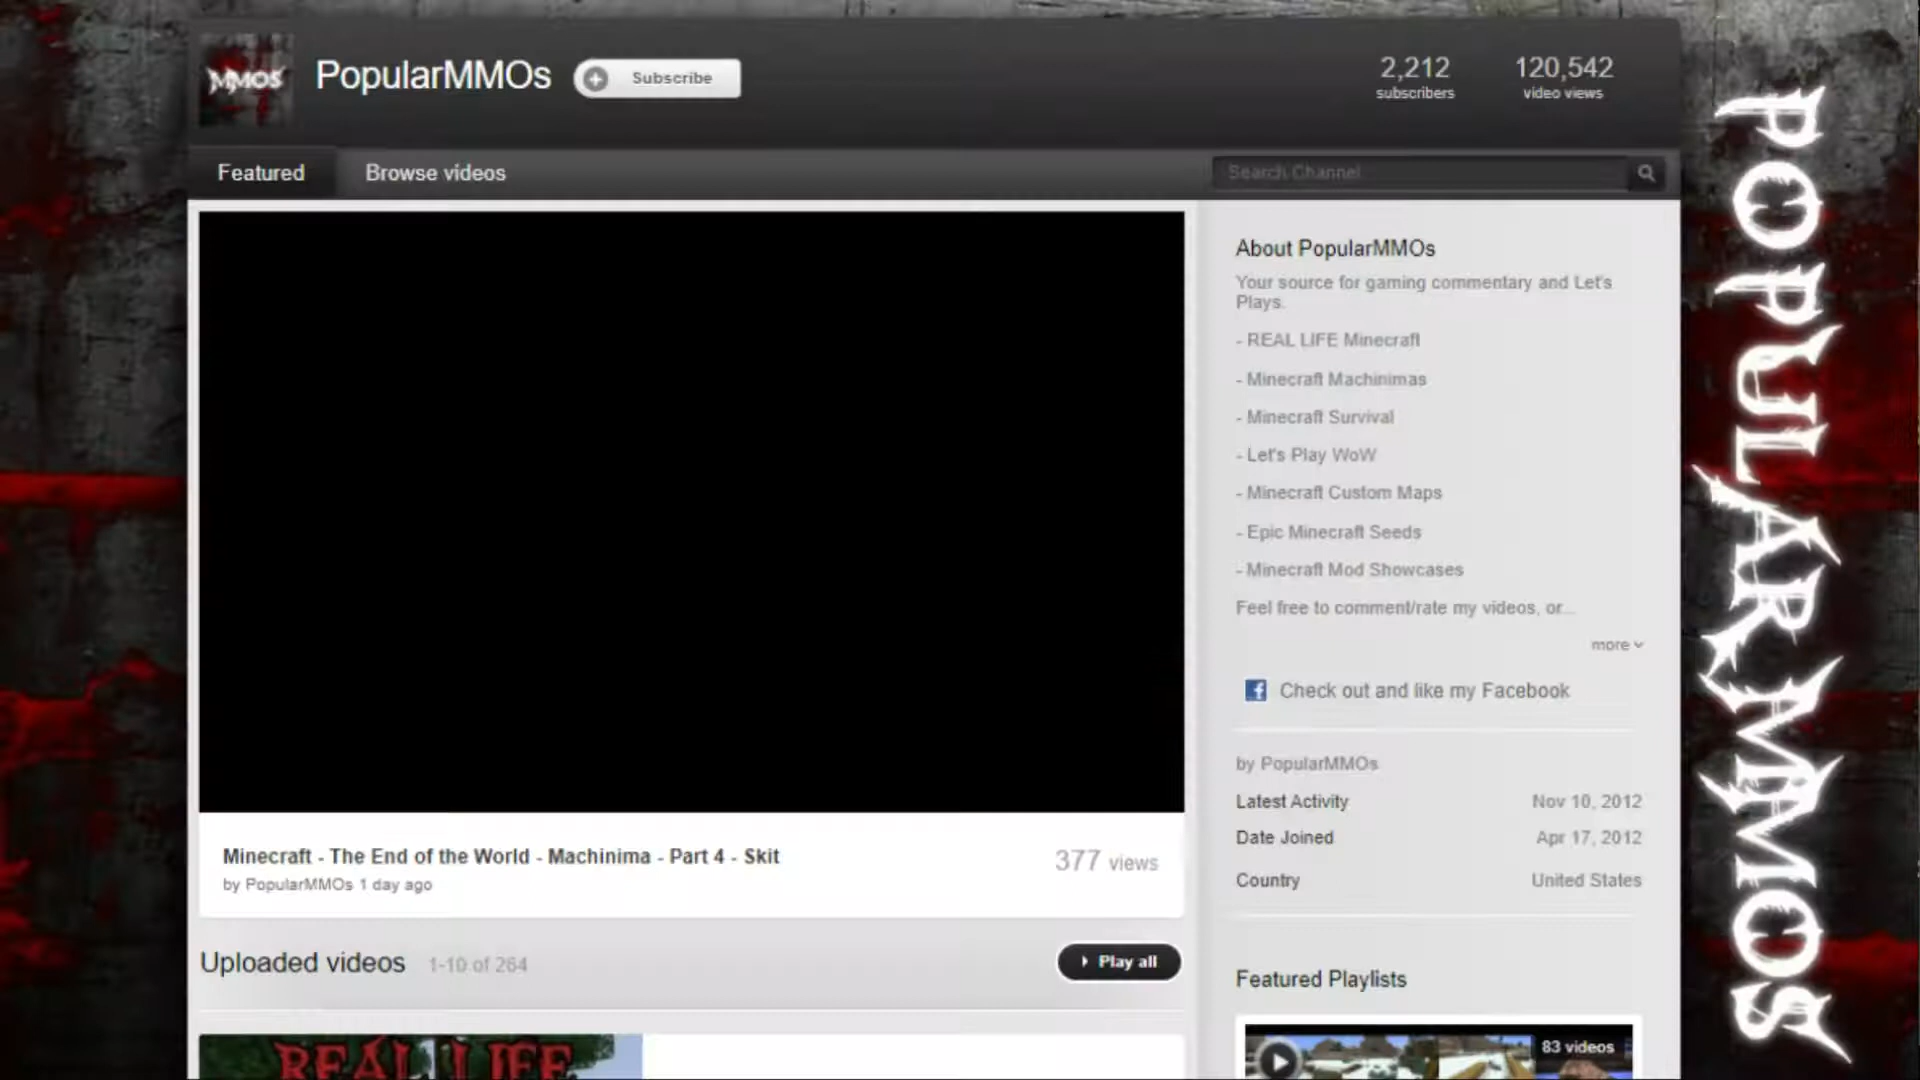 MMOS
PopularMMOs
Subscribe
2,212
subscribers
120,542
video views
Featured
Browse videos
Search Channel
Minecraft - The End of the World - Machinima - Part 4 - Skit
by PopularMMOs 1 day ago
377 views
Uploaded videos 1-10 of 264
Play all
REAL LIFE
About PopularMMOs
Your source for gaming commentary and Let's
Plays.
- REAL LIFE Minecraft
- Minecraft Machinimas
- Minecraft Survival
- Let's Play WoW
- Minecraft Custom Maps
- Epic Minecraft Seeds
- Minecraft Mod Showcases
Feel free to comment/rate my videos, or...
more
Check out and like my Facebook
by PopularMMOs
Latest Activity Nov 10, 2012
Date Joined Apr 17, 2012
Country United States
Featured Playlists
83 videos
POPULARMMOS